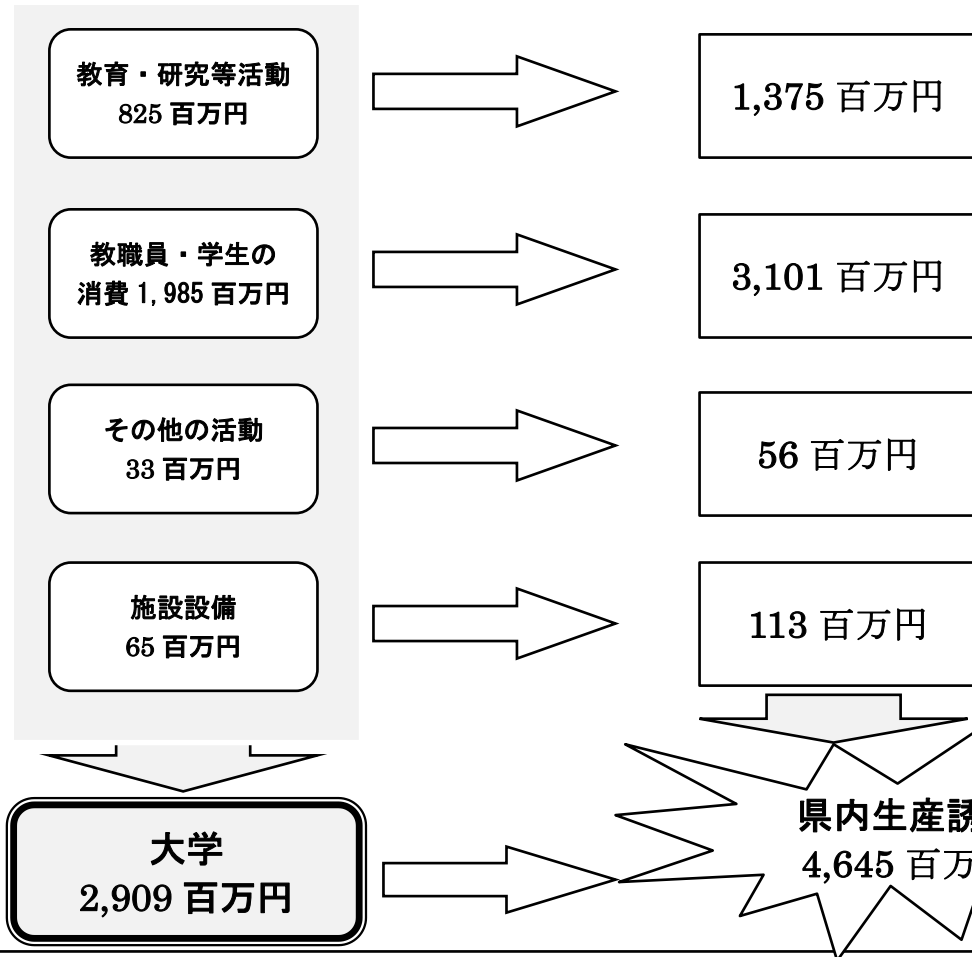 教育・研究等活動
825 百万円
1,375 百万円
教職員・学生の
消費 1,985 百万円
3,101 百万円
その他の活動
33 百万円
56 百万円
施設設備
65 百万円
113 百万円
大学
2,909 百万円
県内生産誘
4,645 百万